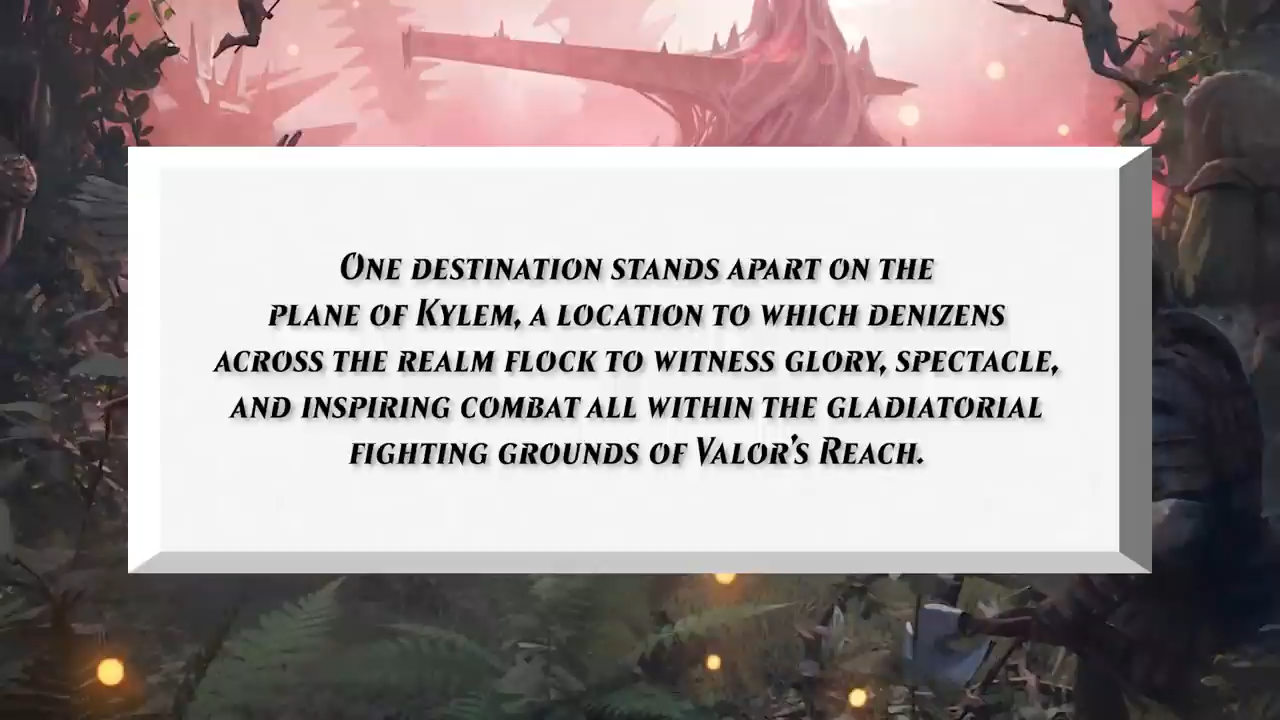 One destination stands apart on the
plane of Kylem, a location to which denizens
across the realm flock to witness glory, spectacle,
and inspiring combat all within the gladiatorial
fighting grounds of Valor's Reach.